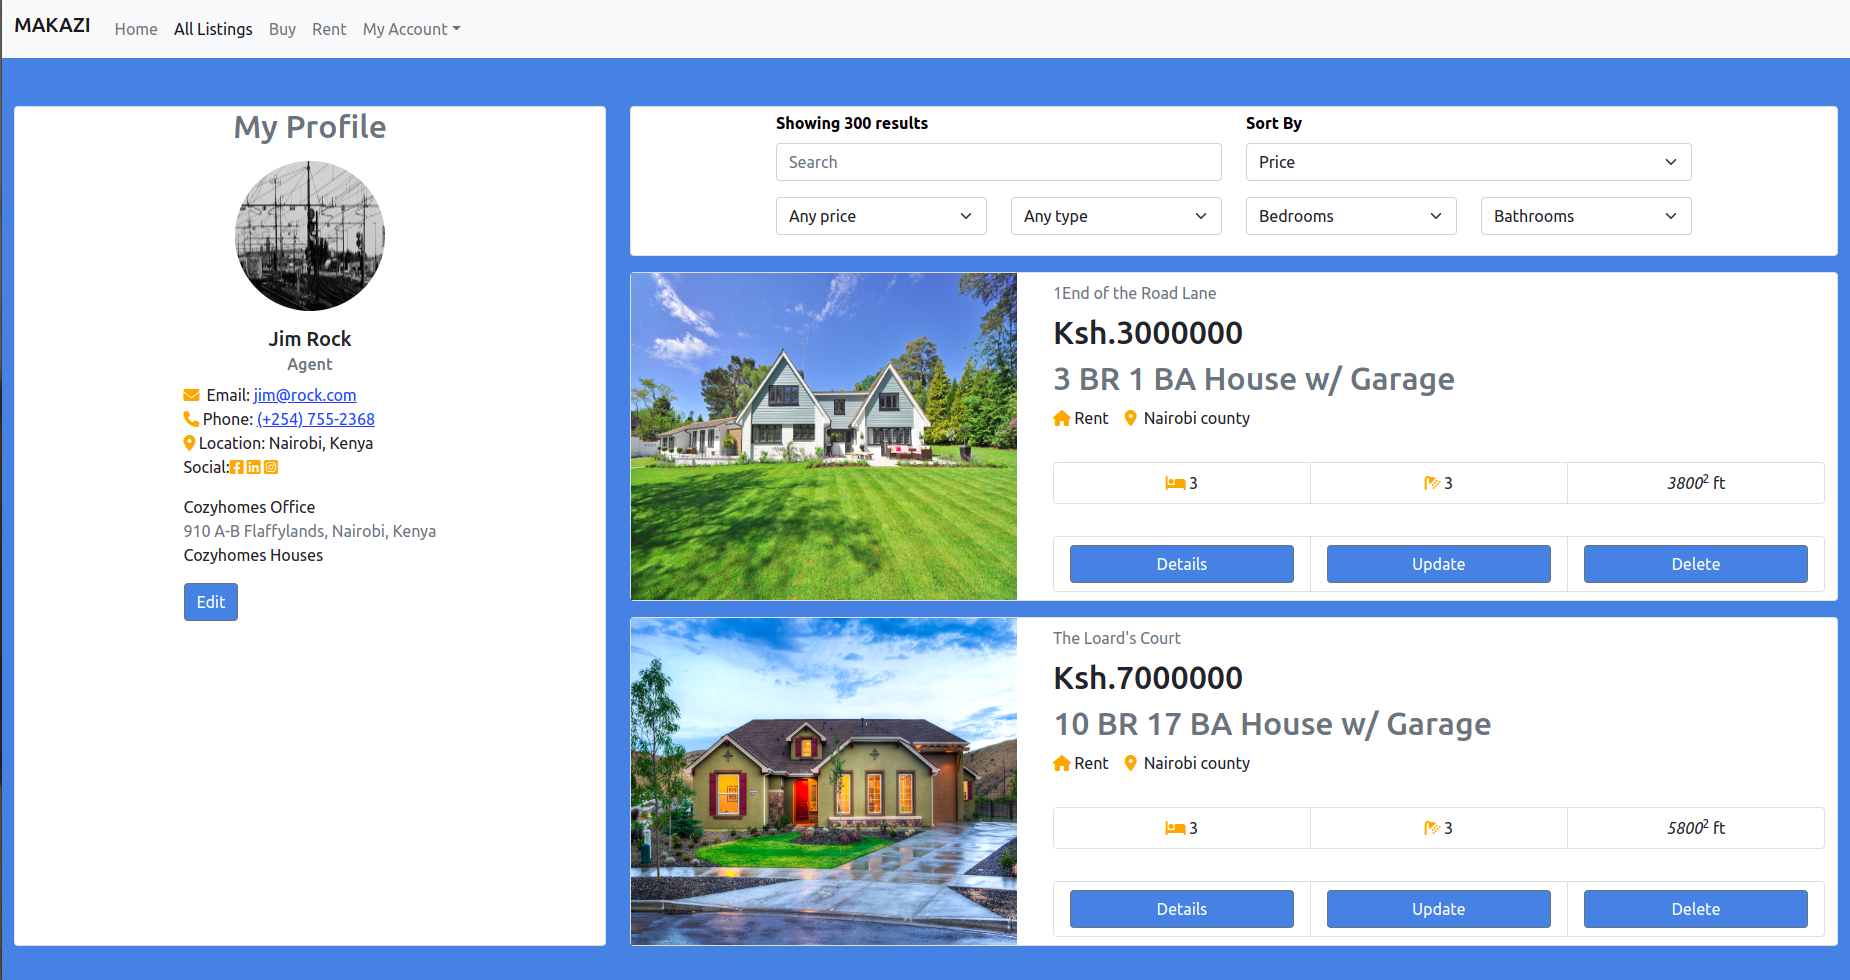 MAKAZI Home All Listings Buy Rent My Account
My Profile
Jim Rock
Agent
Email: jim@rock.com
Phone: (+254) 755-2368
Location: Nairobi, Kenya
Social:
Cozyhomes Office
910 A-B Flaffylands, Nairobi, Kenya
Cozyhomes Houses
Edit
Showing 300 results
Sort By
Search
Price
Any price
Any type
Bedrooms
Bathrooms
1End of the Road Lane
Ksh.3000000
3 BR 1 BA House w/ Garage
Rent Nairobi county
3
3
3800² ft
Details
Update
Delete
The Loard's Court
Ksh.7000000
10 BR 17 BA House w/ Garage
Rent Nairobi county
3
3
5800² ft
Details
Update
Delete